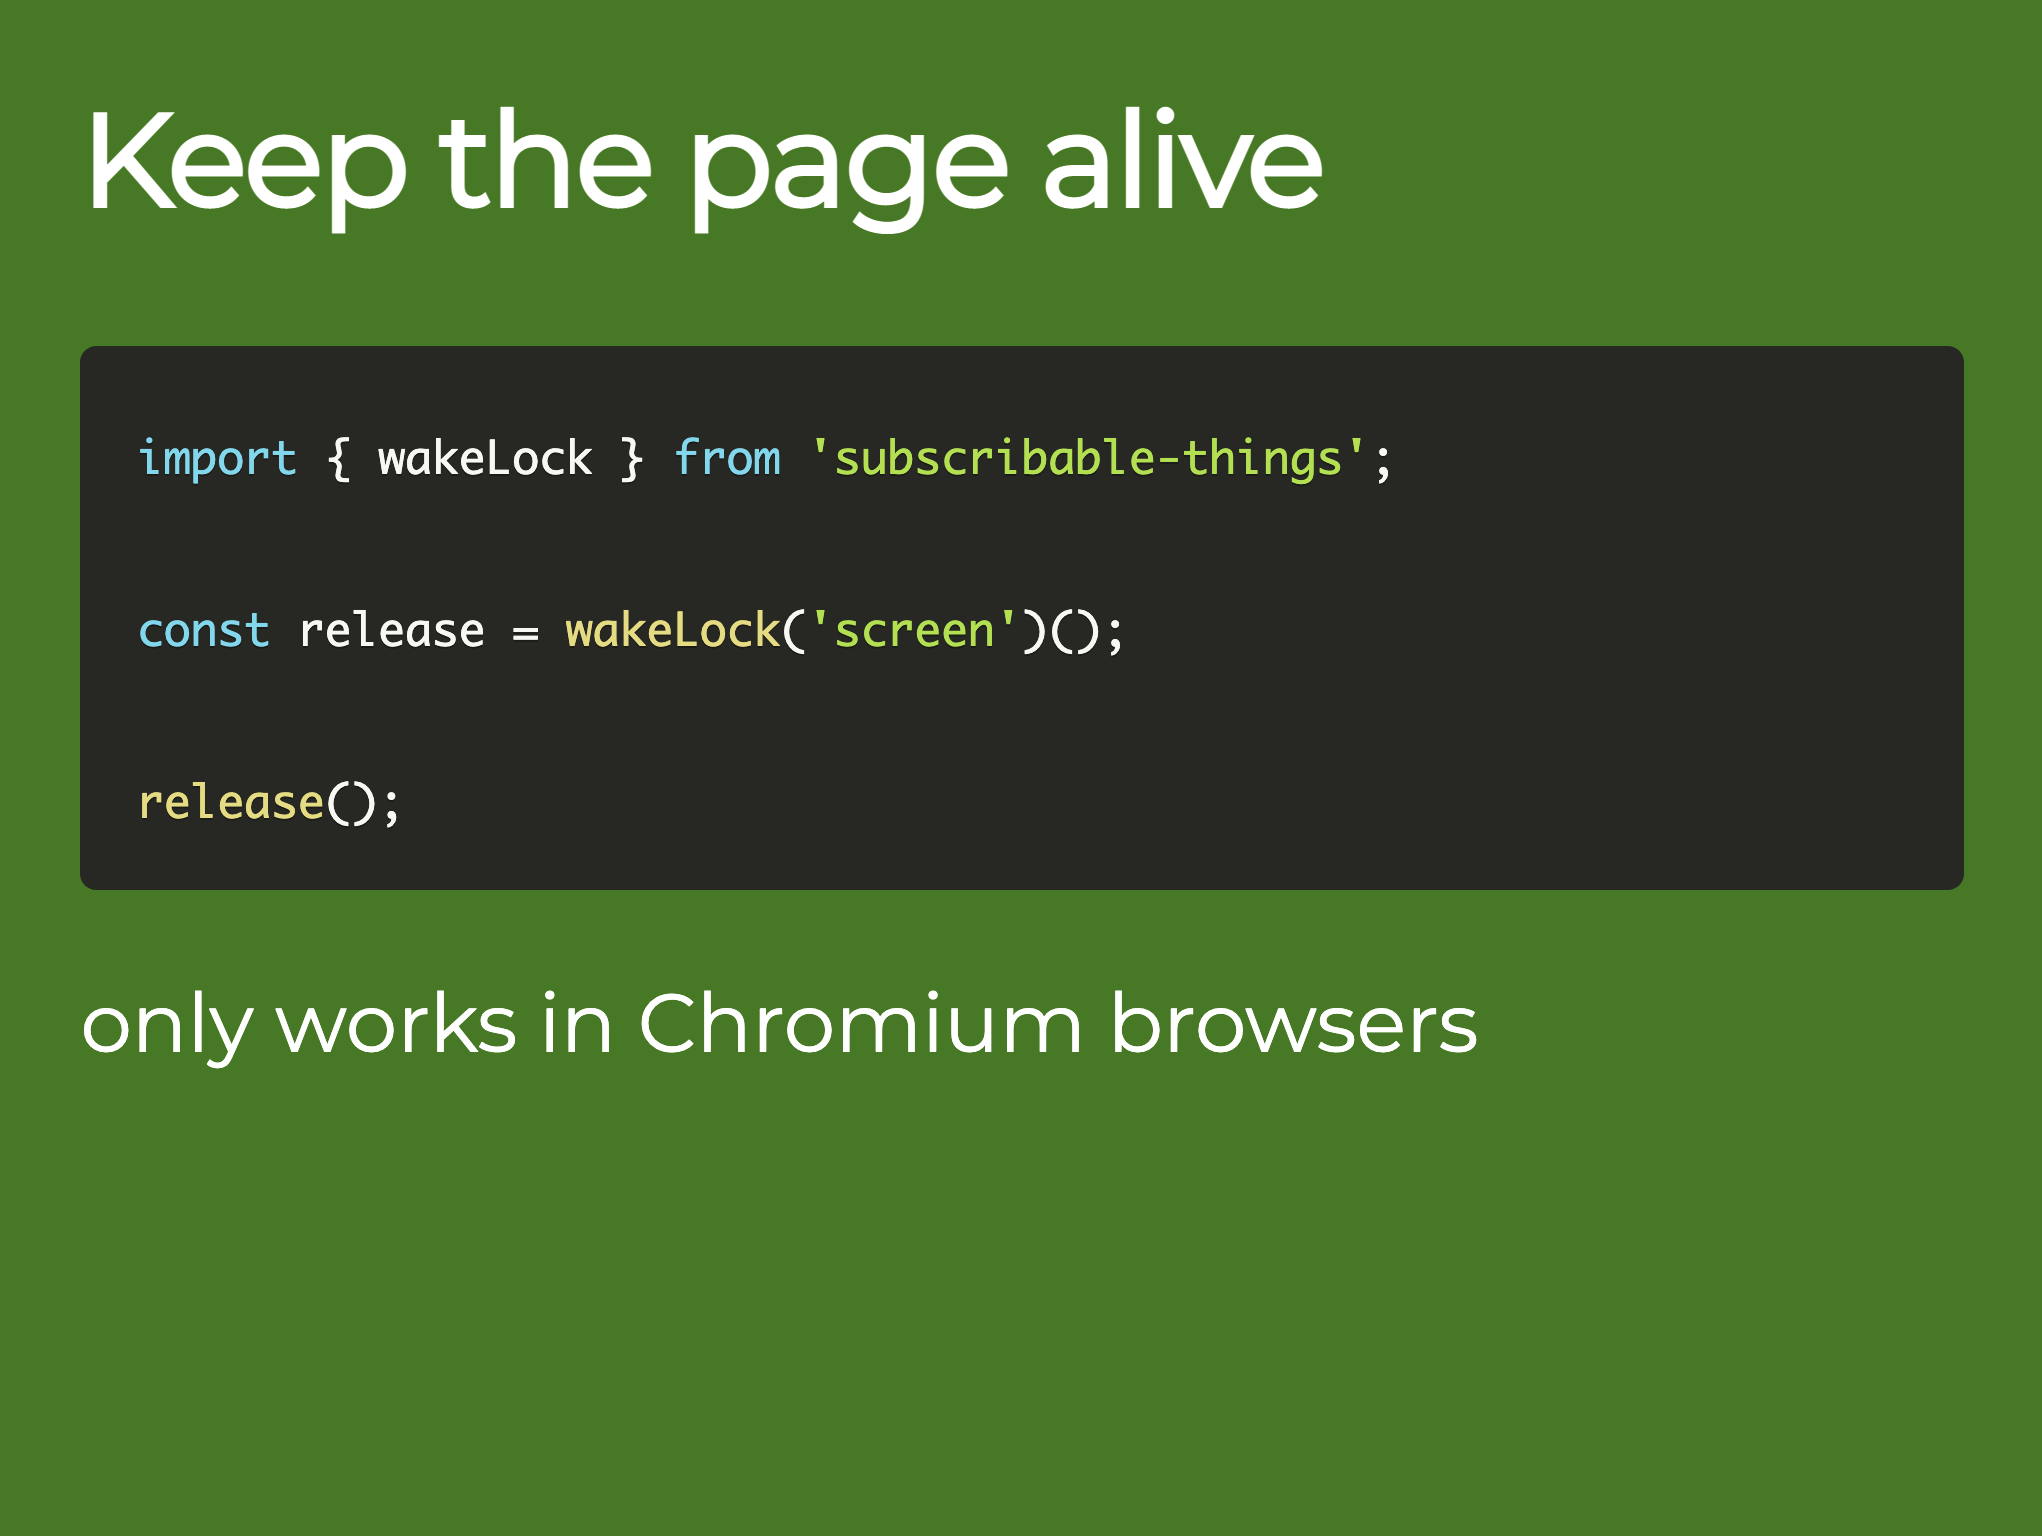 Keep the page alive
import { wakeLock } from 'subscribable-things';
const release = wakeLock('screen')();
release();
only works in Chromium browsers